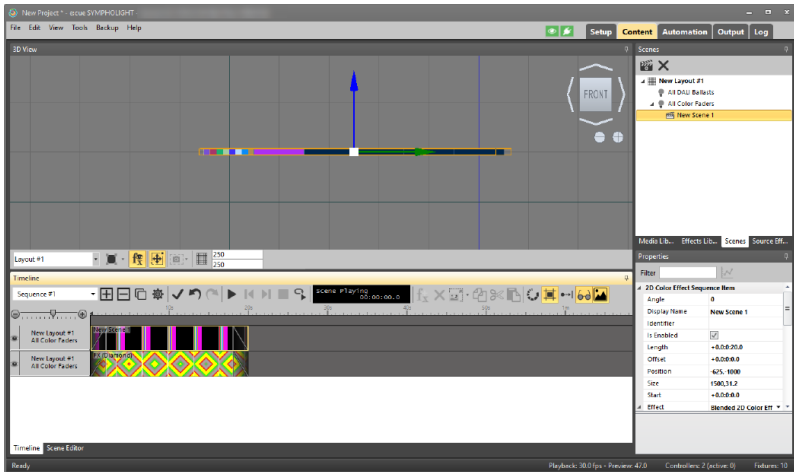 New Project * - ecue SYMPHOLIGHT
File Edit View Tools Backup Help
Setup Content Automation Output Log
3D View
FRONT
Layout #1
250
250
Scenes
New Layout #1
All DALI Ballasts
All Color Faders
New Scene 1
Media Lib... Effects Lib... Scenes Source Eff...
Properties
Filter
2D Color Effect Sequence Item
Angle 0
Display Name New Scene 1
Identifier
Is Enabled
Length +0.0:0:20.0
Offset +0.0:0:0.0
Position -625,-1000
Size 1500,31.2
Start +0.0:0:0.0
Effect Blended 2D Color Eff
Timeline
Sequence #1
Scene Playing
00:00:00.0
New Layout #1
All Color Faders
New Scene
New Layout #1
All Color Faders
FX (Diamond)
Timeline Scene Editor
Ready
Playback: 30.0 fps - Preview: 47.0 Controllers: 2 (active: 0) Fixtures: 10